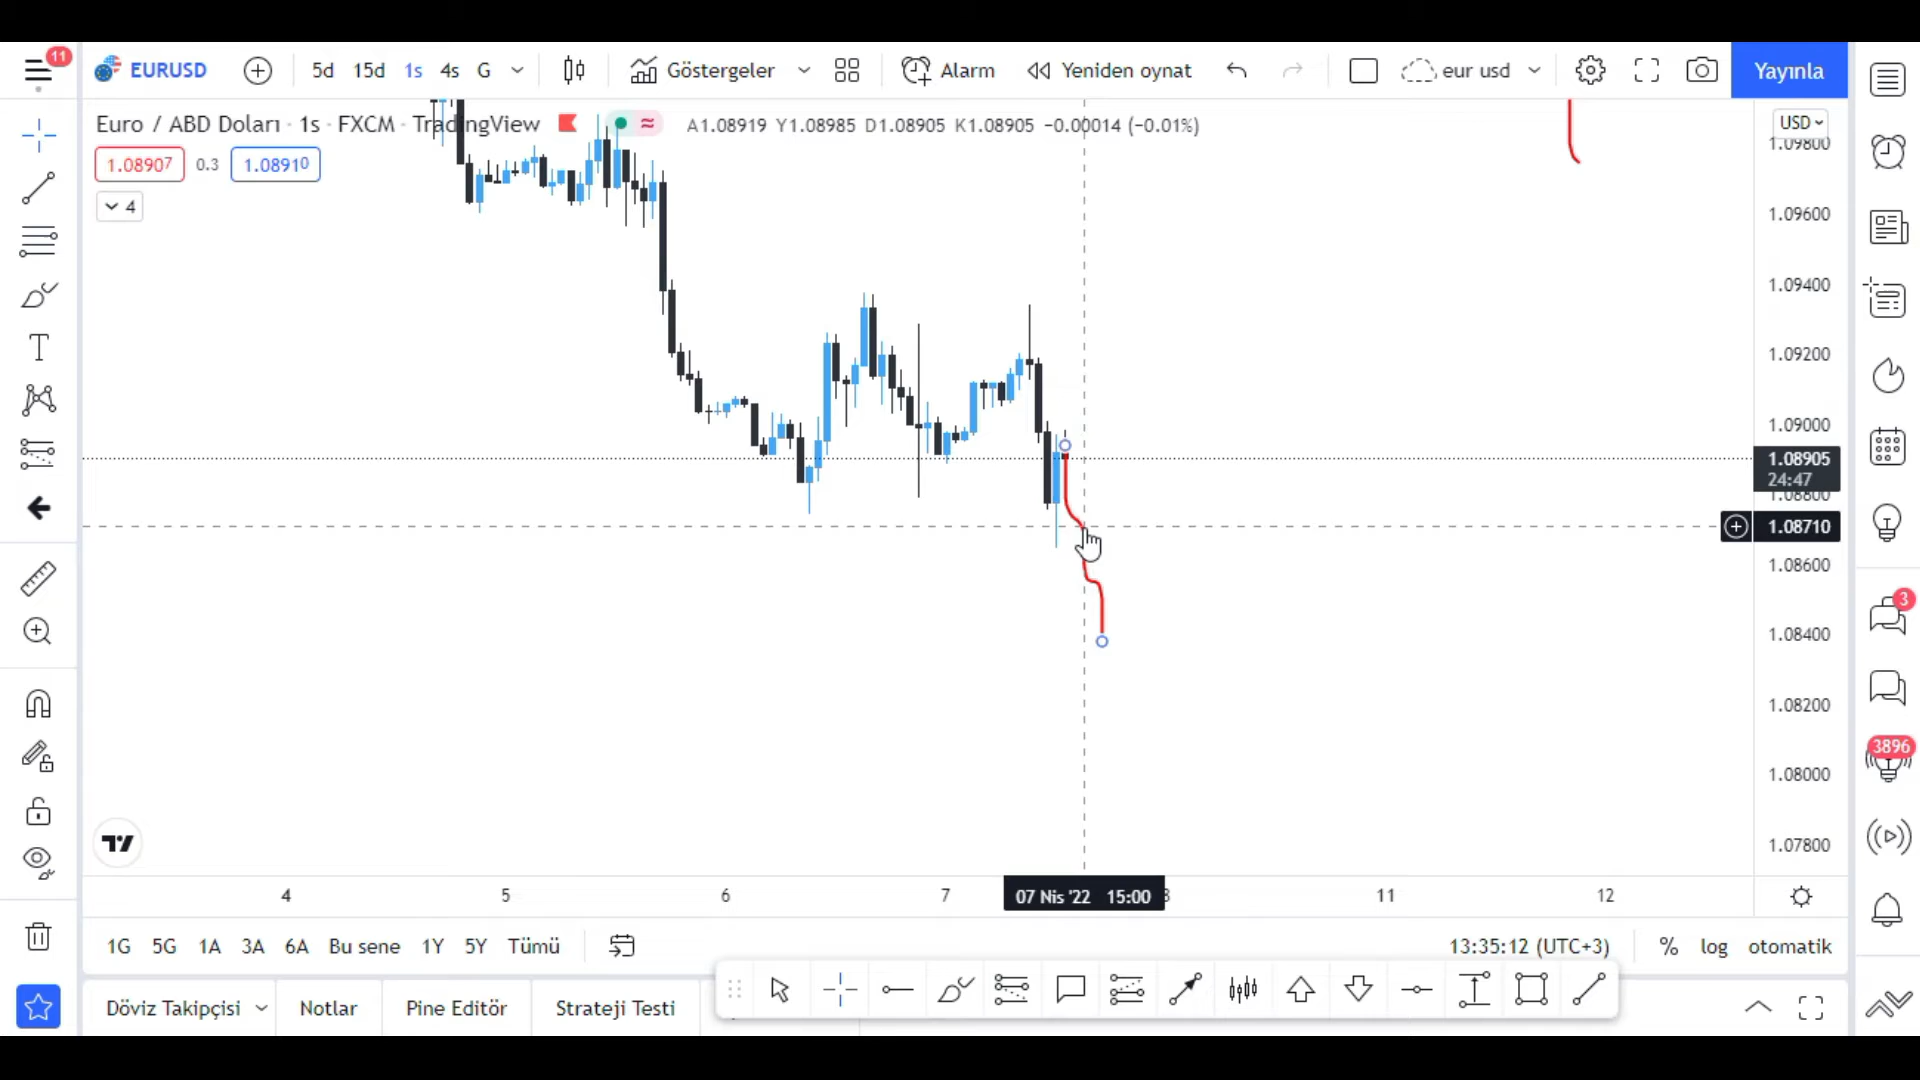 11
EURUSD 5d 15d 1s 4s G Göstergeler Alarm Yeniden oynat eur usd Yayınla
Euro / ABD Doları · 1s · FXCM · TradingView A1.08919 Y1.08985 D1.08905 K1.08905 −0.00014 (−0.01%)
USD
1.09800
1.08907 0.3 1.08910
4
1.09600
1.09400
1.09200
1.09000
1.08905
24:47
1.08800
1.08710
1.08600
3
1.08400
1.08200
3896
1.08000
1.07800
4 5 6 7 07 Nis '22 15:00 8 11 12
1G 5G 1A 3A 6A Bu sene 1Y 5Y Tümü 13:35:12 (UTC+3) % log otomatik
Döviz Takipçisi Notlar Pine Editör Strateji Testi